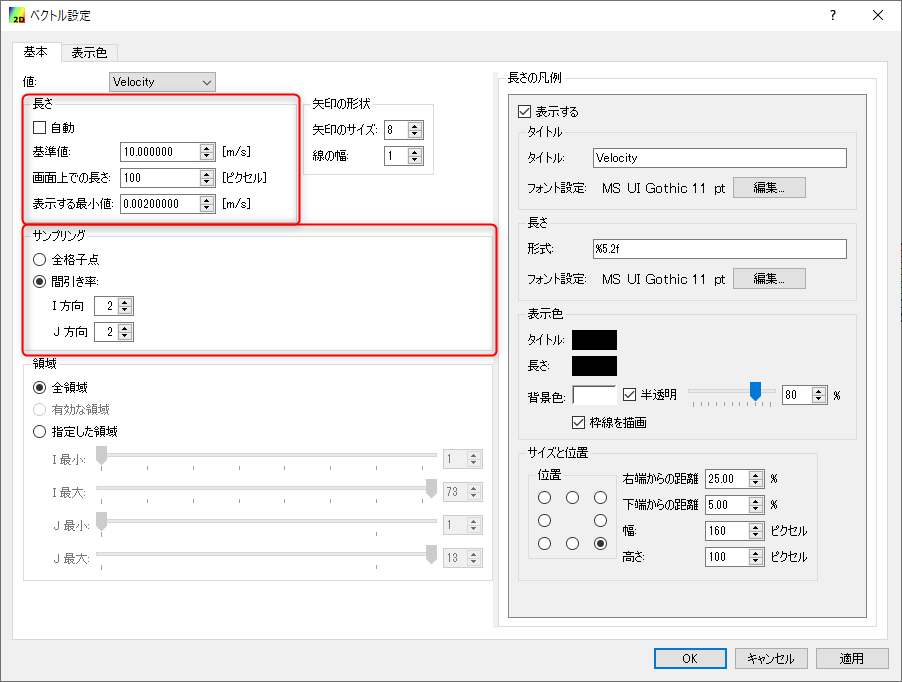 ベクトル設定
基本 表示色
値: Velocity
長さ
自動
基準値: 10.000000 [m/s]
画面上での長さ: 100 [ピクセル]
表示する最小値: 0.00200000 [m/s]
矢印の形状
矢印のサイズ: 8
線の幅: 1
サンプリング
全格子点
間引き率:
I 方向 2
J 方向 2
領域
全領域
有効な領域
指定した領域
I 最小: 1
I 最大: 73
J 最小: 1
J 最大: 13
長さの凡例
表示する
タイトル
タイトル: Velocity
フォント設定: MS UI Gothic 11 pt 編集...
長さ
形式: %5.2f
フォント設定: MS UI Gothic 11 pt 編集...
表示色
タイトル:
長さ:
背景色: 半透明 80 %
枠線を描画
サイズと位置
位置
右端からの距離 25.00 %
下端からの距離 5.00 %
幅: 160 ピクセル
高さ: 100 ピクセル
OK キャンセル 適用